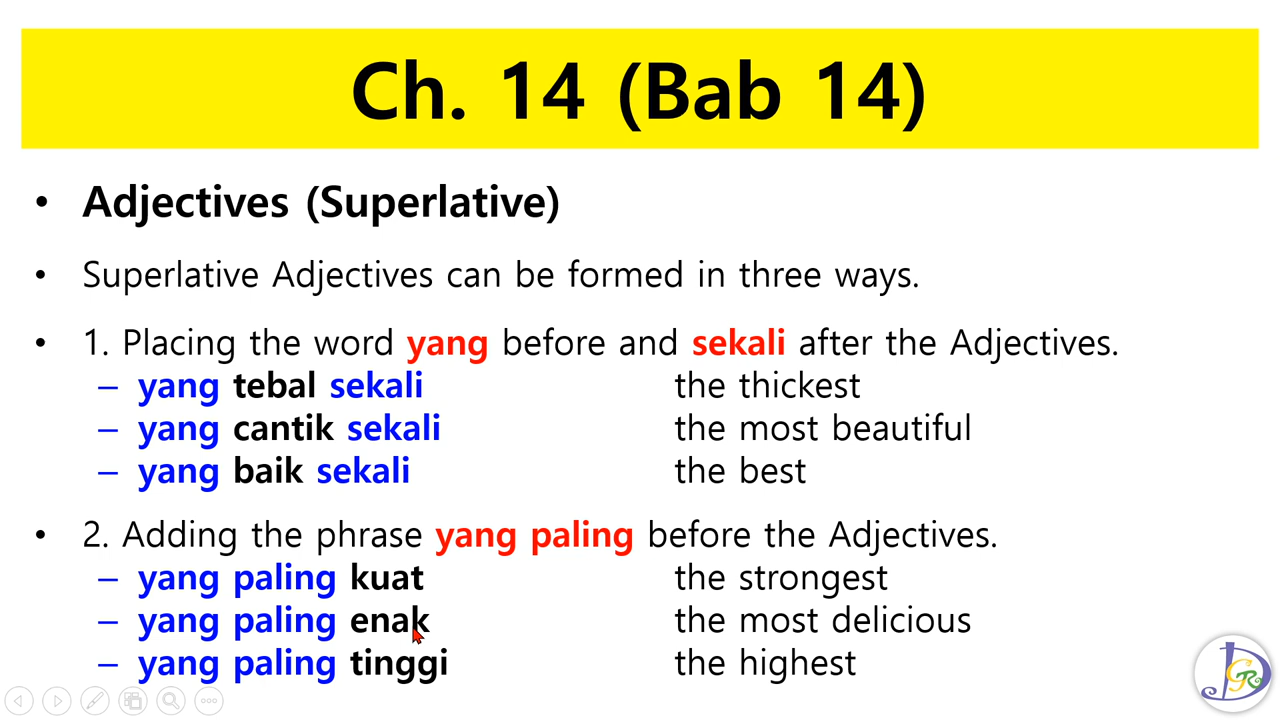 Ch. 14 (Bab 14)
• Adjectives (Superlative)
• Superlative Adjectives can be formed in three ways.
• 1. Placing the word yang before and sekali after the Adjectives.
– yang tebal sekali the thickest
– yang cantik sekali the most beautiful
– yang baik sekali the best
• 2. Adding the phrase yang paling before the Adjectives.
– yang paling kuat the strongest
– yang paling enak the most delicious
– yang paling tinggi the highest